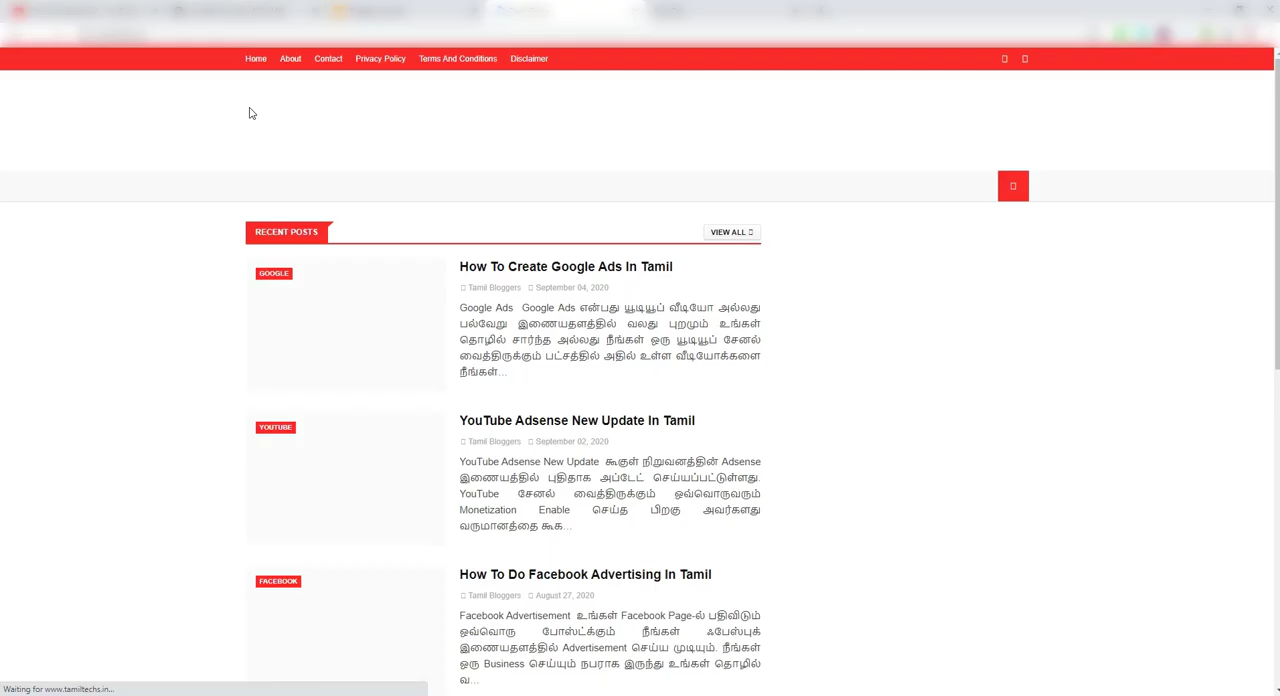 Home About Contact Privacy Policy Terms And Conditions Disclaimer
RECENT POSTS
VIEW ALL
GOOGLE
How To Create Google Ads In Tamil
Tamil Bloggers September 04, 2020
Google Ads Google Ads என்பது யூடியூப் வீடியோ அல்லது
பல்வேறு இணையதளத்தில் வலது புறமும் உங்கள்
தொழில் சார்ந்த அல்லது நீங்கள் ஒரு யூடியூப் சேனல்
வைத்திருக்கும் பட்சத்தில் அதில் உள்ள வீடியோக்களை
நீங்கள்...
YOUTUBE
YouTube Adsense New Update In Tamil
Tamil Bloggers September 02, 2020
YouTube Adsense New Update கூகுள் நிறுவனத்தின் Adsense
இணையத்தில் புதிதாக அப்டேட் செய்யப்பட்டுள்ளது.
YouTube சேனல் வைத்திருக்கும் ஒவ்வொருவரும்
Monetization Enable செய்த பிறகு அவர்களது
வருமானத்தை கூக...
FACEBOOK
How To Do Facebook Advertising In Tamil
Tamil Bloggers August 27, 2020
Facebook Advertisement உங்கள் Facebook Page-ல் பதிவிடும்
ஒவ்வொரு போஸ்ட்க்கும் நீங்கள் ஃபேஸ்புக்
இணையதளத்தில் Advertisement செய்ய முடியும். நீங்கள்
ஒரு Business செய்யும் நபராக இருந்து உங்கள் தொழில்
வ...
Waiting for www.tamiltechs.in...